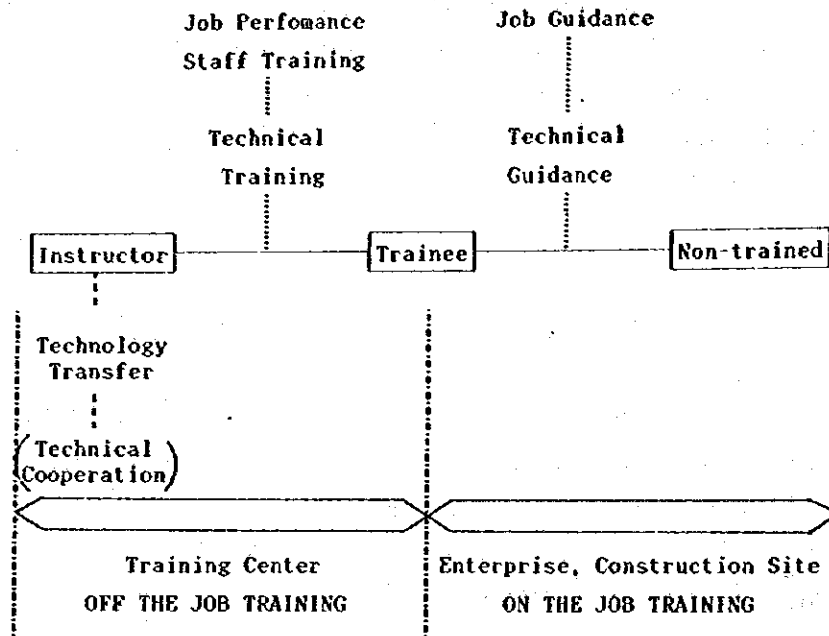 Job Perfomance
Staff Training
Job Guidance
Technical
Training
Technical
Guidance
Instructor
Trainee
Non-trained
Technology
Transfer
(Technical
Cooperation)
Training Center
OFF THE JOB TRAINING
Enterprise, Construction Site
ON THE JOB TRAINING